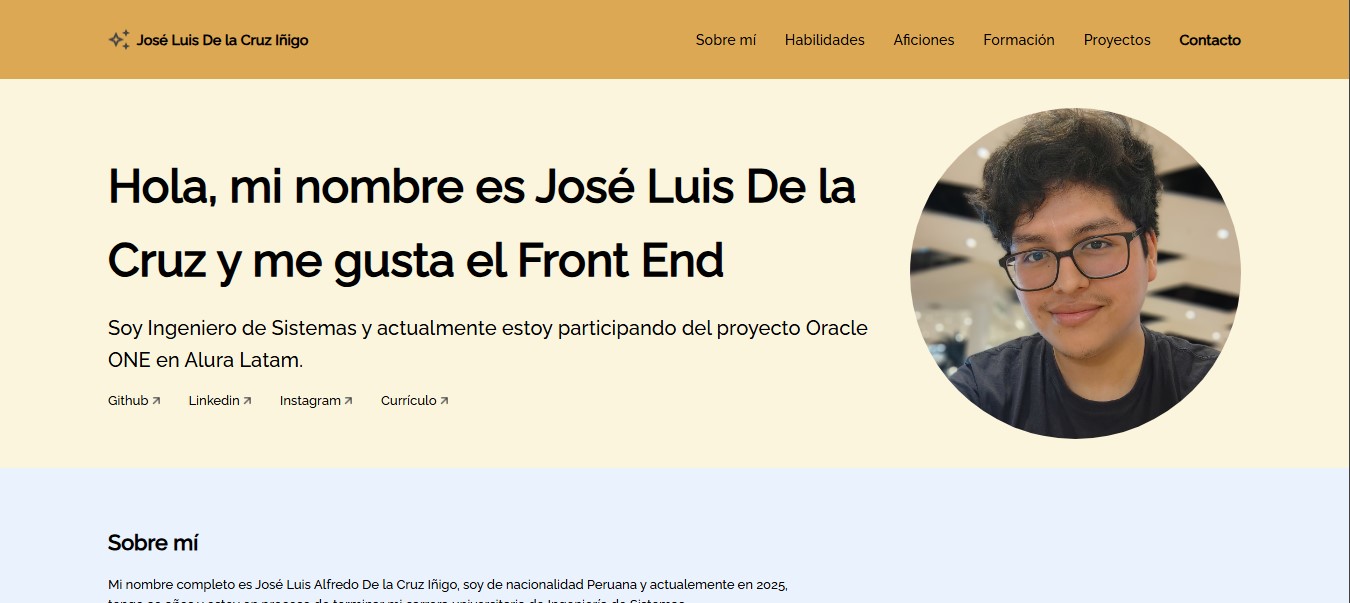 José Luis De la Cruz Iñigo
Sobre mí Habilidades Aficiones Formación Proyectos Contacto
Hola, mi nombre es José Luis De la
Cruz y me gusta el Front End
Soy Ingeniero de Sistemas y actualmente estoy participando del proyecto Oracle
ONE en Alura Latam.
Github Linkedin Instagram Currículo
Sobre mí
Mi nombre completo es José Luis Alfredo De la Cruz Iñigo, soy de nacionalidad Peruana y actualemente en 2025,